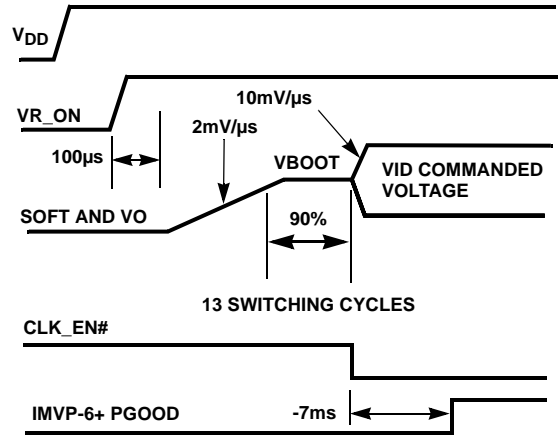 VDD
VR_ON
10mV/µs
2mV/µs
100µs
VBOOT
VID COMMANDED
VOLTAGE
SOFT AND VO
90%
13 SWITCHING CYCLES
CLK_EN#
IMVP-6+ PGOOD
-7ms